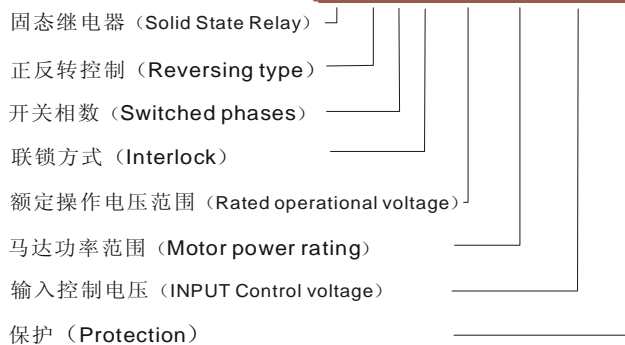 固态继电器（Solid State Relay）
正反转控制（Reversing type）
开关相数（Switched phases）
联锁方式（Interlock）
额定操作电压范围（Rated operational voltage）
马达功率范围（Motor power rating）
输入控制电压（INPUT Control voltage）
保护（Protection）